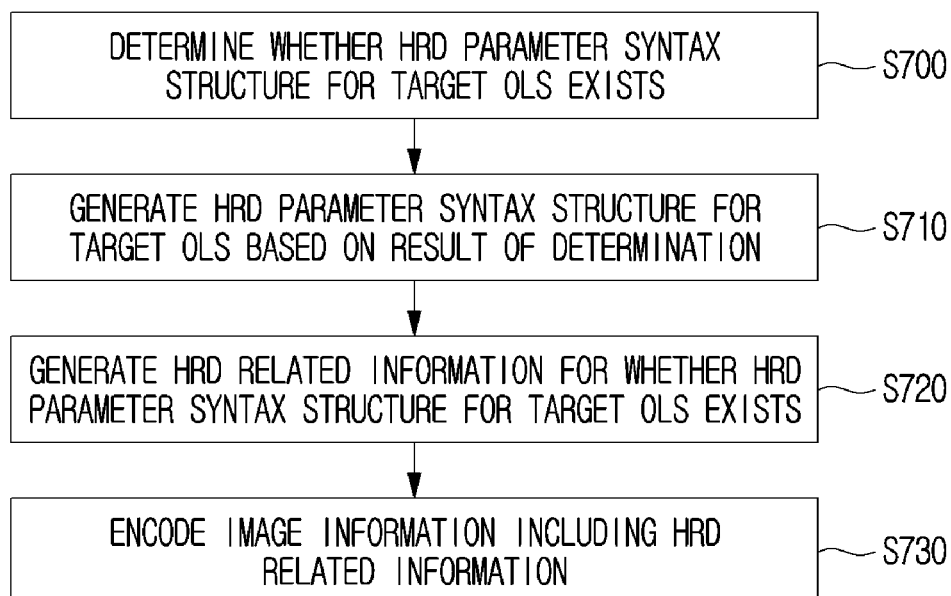 DETERMINE WHETHER HRD PARAMETER SYNTAX
STRUCTURE FOR TARGET OLS EXISTS
S700
GENERATE HRD PARAMETER SYNTAX STRUCTURE FOR
TARGET OLS BASED ON RESULT OF DETERMINATION
S710
GENERATE HRD RELATED INFORMATION FOR WHETHER HRD
PARAMETER SYNTAX STRUCTURE FOR TARGET OLS EXISTS
S720
ENCODE IMAGE INFORMATION INCLUDING HRD
RELATED INFORMATION
S730